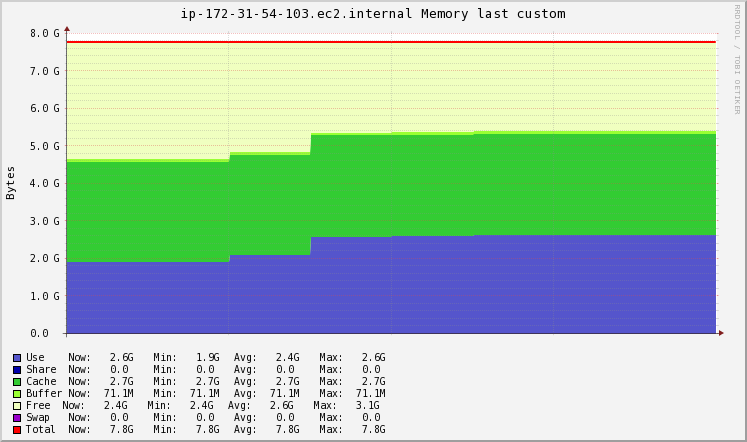 ip-172-31-54-103.ec2.internal Memory last custom
RRDTOOL / TOBI OETIKER
Bytes
8.0 G
7.0 G
6.0 G
5.0 G
4.0 G
3.0 G
2.0 G
1.0 G
0.0
Use Now: 2.6G Min: 1.9G Avg: 2.4G Max: 2.6G
Share Now: 0.0 Min: 0.0 Avg: 0.0 Max: 0.0
Cache Now: 2.7G Min: 2.7G Avg: 2.7G Max: 2.7G
Buffer Now: 71.1M Min: 71.1M Avg: 71.1M Max: 71.1M
Free Now: 2.4G Min: 2.4G Avg: 2.6G Max: 3.1G
Swap Now: 0.0 Min: 0.0 Avg: 0.0 Max: 0.0
Total Now: 7.8G Min: 7.8G Avg: 7.8G Max: 7.8G